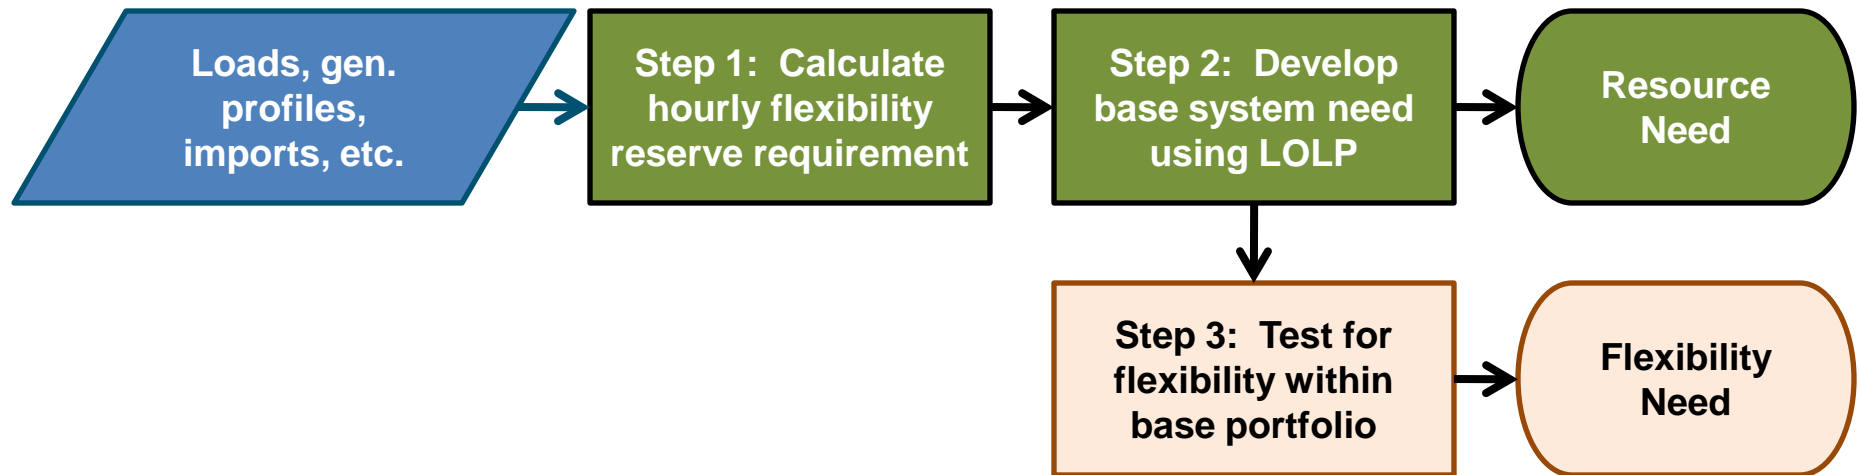 Loads, gen.
profiles,
imports, etc.
Step 1:  Calculate
hourly flexibility
reserve requirement
Step 2:  Develop
base system need
using LOLP
Resource
Need
Step 3:  Test for
flexibility within
base portfolio
Flexibility
Need